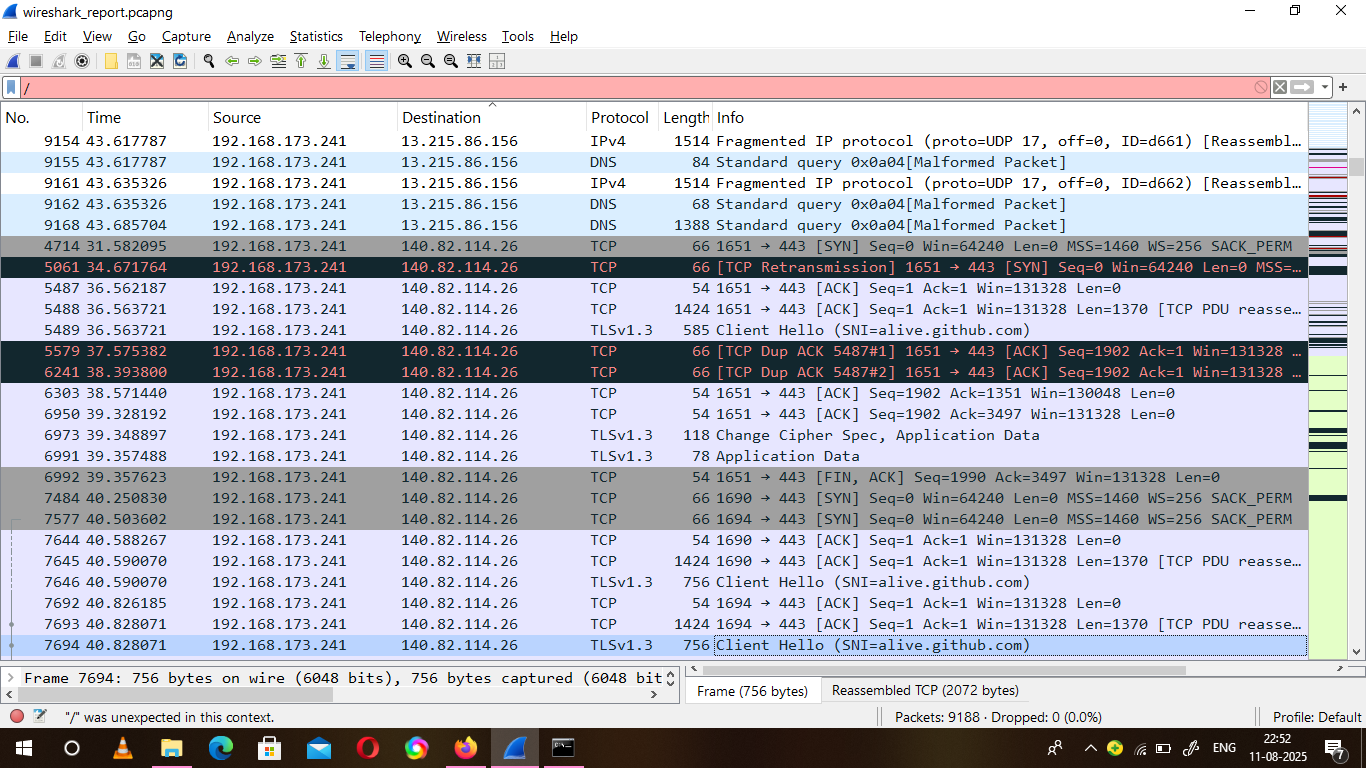 wireshark_report.pcapng
File Edit View Go Capture Analyze Statistics Telephony Wireless Tools Help
/
No. Time Source Destination Protocol Length Info
9154 43.617787 192.168.173.241 13.215.86.156 IPv4 1514 Fragmented IP protocol (proto=UDP 17, off=0, ID=d661) [Reassembl…
9155 43.617787 192.168.173.241 13.215.86.156 DNS 84 Standard query 0x0a04[Malformed Packet]
9161 43.635326 192.168.173.241 13.215.86.156 IPv4 1514 Fragmented IP protocol (proto=UDP 17, off=0, ID=d662) [Reassembl…
9162 43.635326 192.168.173.241 13.215.86.156 DNS 68 Standard query 0x0a04[Malformed Packet]
9168 43.685704 192.168.173.241 13.215.86.156 DNS 1388 Standard query 0x0a04[Malformed Packet]
4714 31.582095 192.168.173.241 140.82.114.26 TCP 66 1651 → 443 [SYN] Seq=0 Win=64240 Len=0 MSS=1460 WS=256 SACK_PERM
5061 34.671764 192.168.173.241 140.82.114.26 TCP 66 [TCP Retransmission] 1651 → 443 [SYN] Seq=0 Win=64240 Len=0 MSS=…
5487 36.562187 192.168.173.241 140.82.114.26 TCP 54 1651 → 443 [ACK] Seq=1 Ack=1 Win=131328 Len=0
5488 36.563721 192.168.173.241 140.82.114.26 TCP 1424 1651 → 443 [ACK] Seq=1 Ack=1 Win=131328 Len=1370 [TCP PDU reasse…
5489 36.563721 192.168.173.241 140.82.114.26 TLSv1.3 585 Client Hello (SNI=alive.github.com)
5579 37.575382 192.168.173.241 140.82.114.26 TCP 66 [TCP Dup ACK 5487#1] 1651 → 443 [ACK] Seq=1902 Ack=1 Win=131328 …
6241 38.393800 192.168.173.241 140.82.114.26 TCP 66 [TCP Dup ACK 5487#2] 1651 → 443 [ACK] Seq=1902 Ack=1 Win=131328 …
6303 38.571440 192.168.173.241 140.82.114.26 TCP 54 1651 → 443 [ACK] Seq=1902 Ack=1351 Win=130048 Len=0
6950 39.328192 192.168.173.241 140.82.114.26 TCP 54 1651 → 443 [ACK] Seq=1902 Ack=3497 Win=131328 Len=0
6973 39.348897 192.168.173.241 140.82.114.26 TLSv1.3 118 Change Cipher Spec, Application Data
6991 39.357488 192.168.173.241 140.82.114.26 TLSv1.3 78 Application Data
6992 39.357623 192.168.173.241 140.82.114.26 TCP 54 1651 → 443 [FIN, ACK] Seq=1990 Ack=3497 Win=131328 Len=0
7484 40.250830 192.168.173.241 140.82.114.26 TCP 66 1690 → 443 [SYN] Seq=0 Win=64240 Len=0 MSS=1460 WS=256 SACK_PERM
7577 40.503602 192.168.173.241 140.82.114.26 TCP 66 1694 → 443 [SYN] Seq=0 Win=64240 Len=0 MSS=1460 WS=256 SACK_PERM
7644 40.588267 192.168.173.241 140.82.114.26 TCP 54 1690 → 443 [ACK] Seq=1 Ack=1 Win=131328 Len=0
7645 40.590070 192.168.173.241 140.82.114.26 TCP 1424 1690 → 443 [ACK] Seq=1 Ack=1 Win=131328 Len=1370 [TCP PDU reasse…
7646 40.590070 192.168.173.241 140.82.114.26 TLSv1.3 756 Client Hello (SNI=alive.github.com)
7692 40.826185 192.168.173.241 140.82.114.26 TCP 54 1694 → 443 [ACK] Seq=1 Ack=1 Win=131328 Len=0
7693 40.828071 192.168.173.241 140.82.114.26 TCP 1424 1694 → 443 [ACK] Seq=1 Ack=1 Win=131328 Len=1370 [TCP PDU reasse…
7694 40.828071 192.168.173.241 140.82.114.26 TLSv1.3 756 Client Hello (SNI=alive.github.com)
Frame 7694: 756 bytes on wire (6048 bits), 756 bytes captured (6048 bit
Frame (756 bytes) Reassembled TCP (2072 bytes)
"/" was unexpected in this context. Packets: 9188 · Dropped: 0 (0.0%) Profile: Default
ENG 22:52
11-08-2025 7